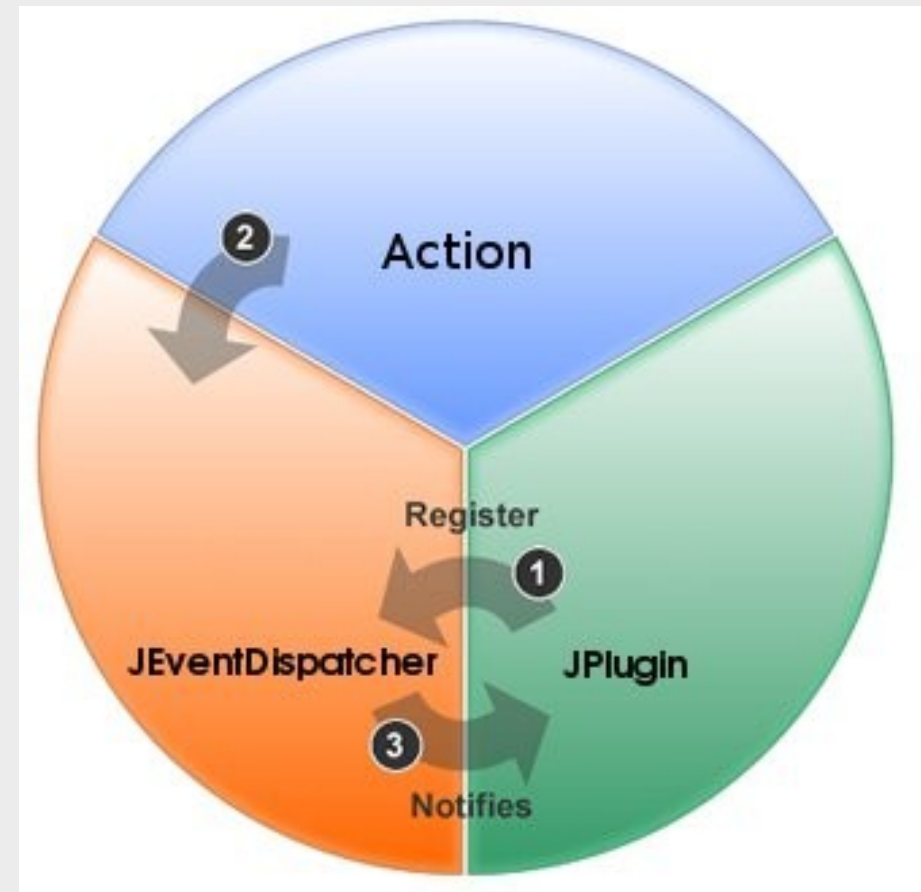 2
Action
Register
1
JEventDispatcher
JPlugin
3
Notifies